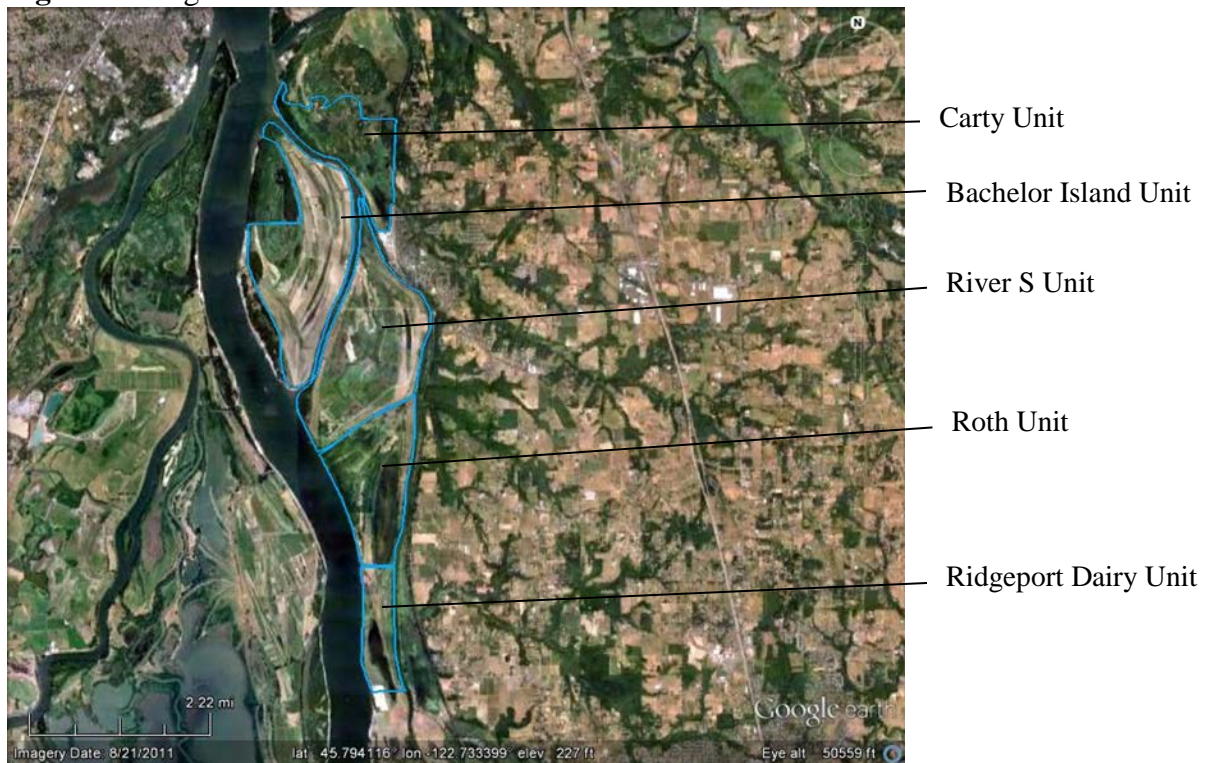 N
Carty Unit
Bachelor Island Unit
River S Unit
Roth Unit
Ridgeport Dairy Unit
2.22 mi
Google earth
Imagery Date: 8/21/2011 lat 45.794116° lon -122.733399° elev 227 ft Eye alt 50559 ft